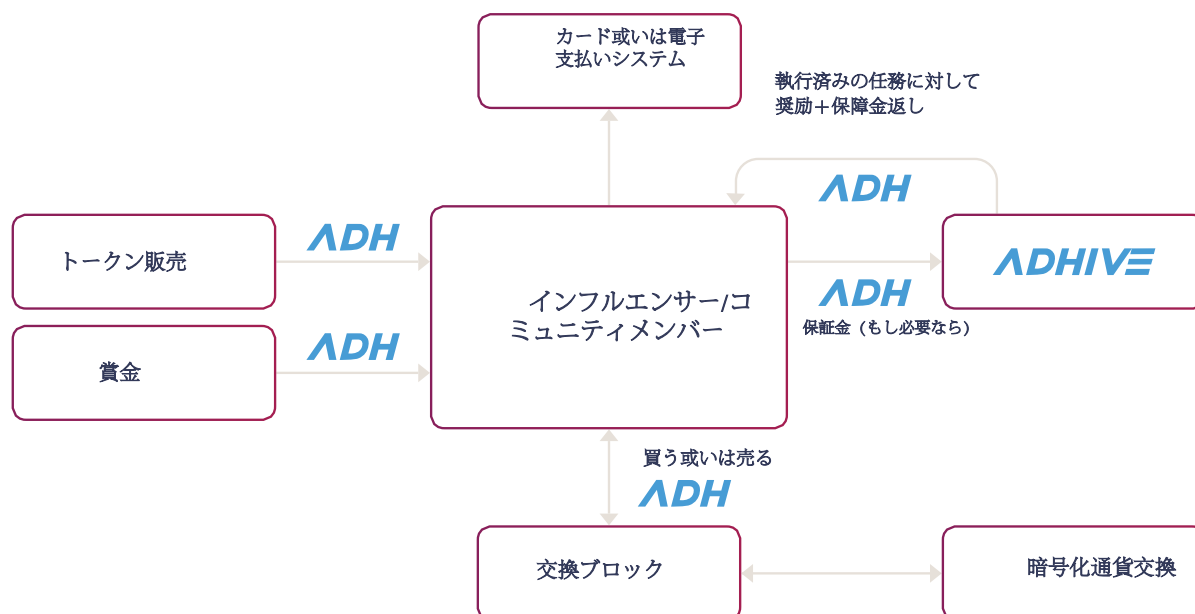 カード或いは電子
支払いシステム
執行済みの任務に対して
奨励＋保障金返し
ADH
トークン販売
ADH
ADHIVE
インフルエンサー/コ
ミュニティメンバー
ADH
保証金（もし必要なら）
賞金
ADH
買う或いは売る
ADH
交換ブロック
暗号化通貨交換